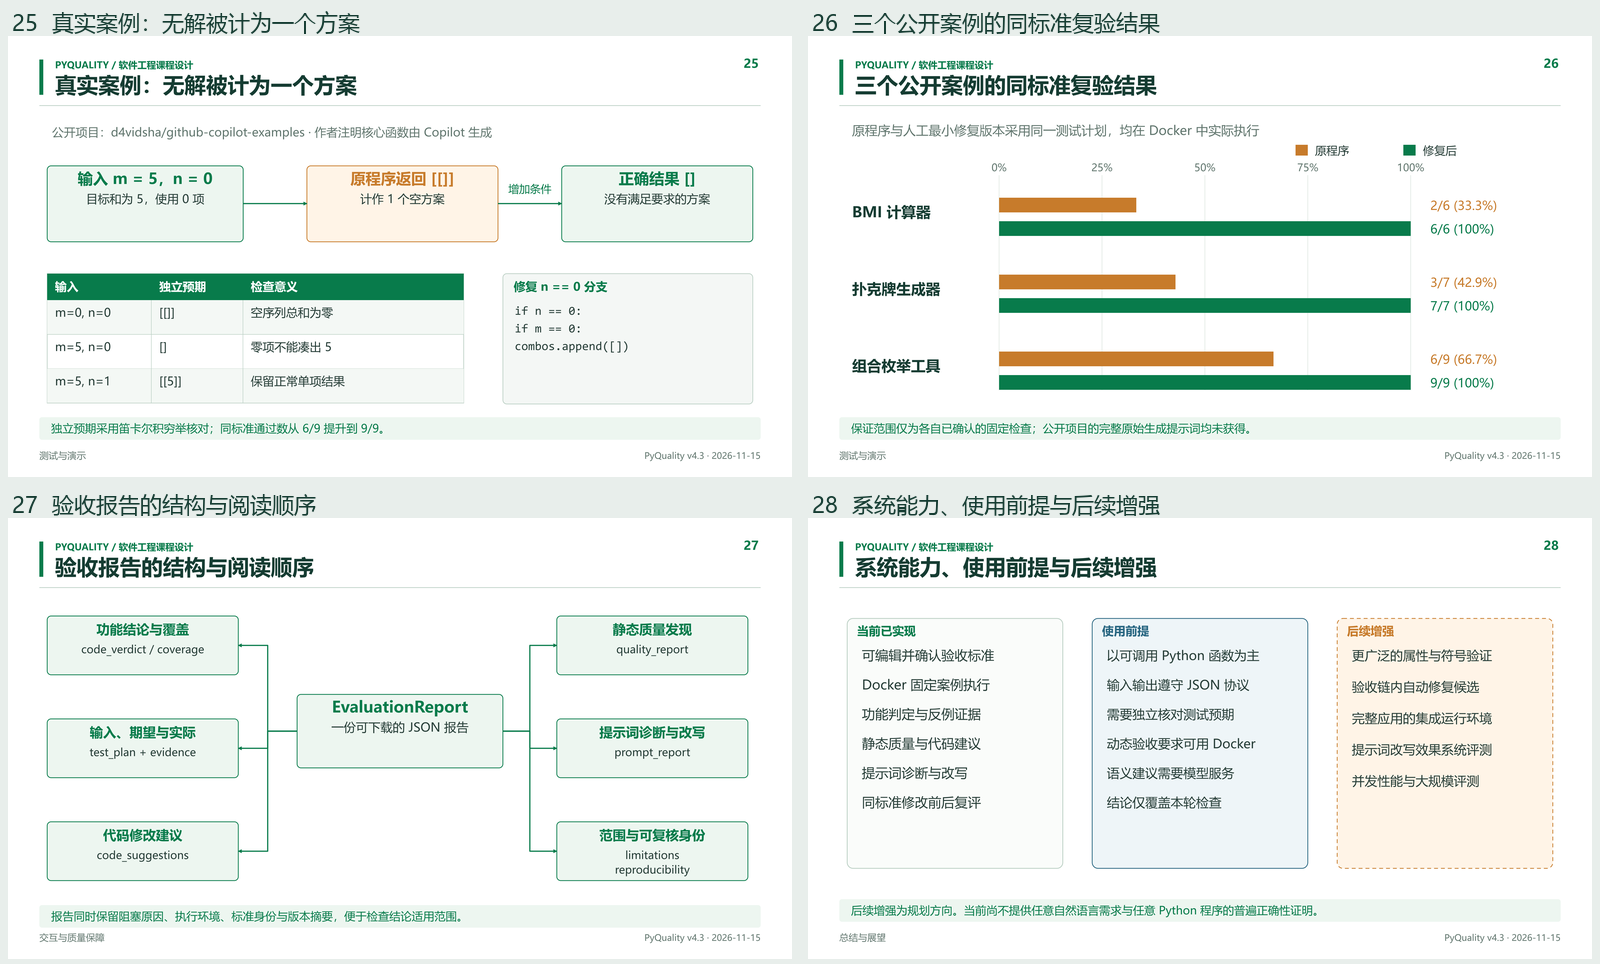 25 真实案例：无解被计为一个方案
PYQUALITY / 软件工程课程设计
25
真实案例：无解被计为一个方案
公开项目：d4vidsha/github-copilot-examples · 作者注明核心函数由 Copilot 生成
输入 m = 5，n = 0
目标和为 5，使用 0 项
原程序返回 [[]]
计作 1 个空方案
增加条件
正确结果 []
没有满足要求的方案
输入 独立预期 检查意义
m=0, n=0 [[]] 空序列总和为零
m=5, n=0 [] 零项不能凑出 5
m=5, n=1 [[5]] 保留正常单项结果
修复 n == 0 分支
if n == 0:
if m == 0:
combos.append([])
独立预期采用笛卡尔积穷举核对；同标准通过数从 6/9 提升到 9/9。
测试与演示
PyQuality v4.3 · 2026-11-15
26 三个公开案例的同标准复验结果
PYQUALITY / 软件工程课程设计
26
三个公开案例的同标准复验结果
原程序与人工最小修复版本采用同一测试计划，均在 Docker 中实际执行
原程序 修复后
0% 25% 50% 75% 100%
BMI 计算器
2/6 (33.3%)
6/6 (100%)
扑克牌生成器
3/7 (42.9%)
7/7 (100%)
组合枚举工具
6/9 (66.7%)
9/9 (100%)
保证范围仅为各自已确认的固定检查；公开项目的完整原始生成提示词均未获得。
测试与演示
PyQuality v4.3 · 2026-11-15
27 验收报告的结构与阅读顺序
PYQUALITY / 软件工程课程设计
27
验收报告的结构与阅读顺序
功能结论与覆盖
code_verdict / coverage
输入、期望与实际
test_plan + evidence
代码修改建议
code_suggestions
EvaluationReport
一份可下载的 JSON 报告
静态质量发现
quality_report
提示词诊断与改写
prompt_report
范围与可复核身份
limitations
reproducibility
报告同时保留阻塞原因、执行环境、标准身份与版本摘要，便于检查结论适用范围。
交互与质量保障
PyQuality v4.3 · 2026-11-15
28 系统能力、使用前提与后续增强
PYQUALITY / 软件工程课程设计
28
系统能力、使用前提与后续增强
当前已实现
可编辑并确认验收标准
Docker 固定案例执行
功能判定与反例证据
静态质量与代码建议
提示词诊断与改写
同标准修改前后复评
使用前提
以可调用 Python 函数为主
输入输出遵守 JSON 协议
需要独立核对测试预期
动态验收要求可用 Docker
语义建议需要模型服务
结论仅覆盖本轮检查
后续增强
更广泛的属性与符号验证
验收链内自动修复候选
完整应用的集成运行环境
提示词改写效果系统评测
并发性能与大规模评测
后续增强为规划方向。当前尚不提供任意自然语言需求与任意 Python 程序的普遍正确性证明。
总结与展望
PyQuality v4.3 · 2026-11-15